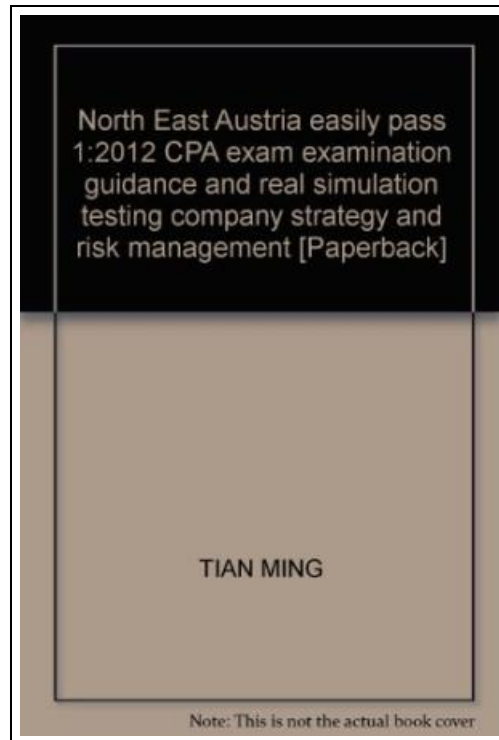 North East Austria easily pass
1:2012 CPA exam examination
guidance and real simulation
testing company strategy and
risk management [Paperback]
TIAN MING
Note: This is not the actual book cover